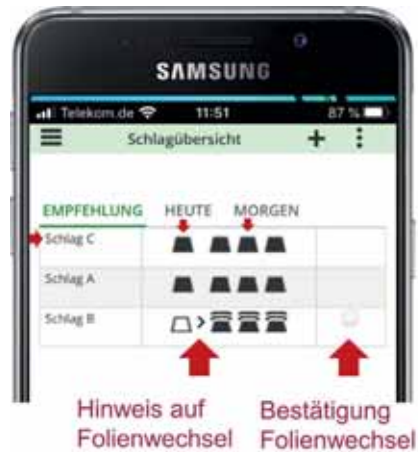 SAMSUNG
Telekom.de 11:51 87 %
Schlagübersicht
EMPFEHLUNG HEUTE MORGEN
Schlag C
Schlag A
Schlag B
Hinweis auf Folienwechsel
Bestätigung Folienwechsel